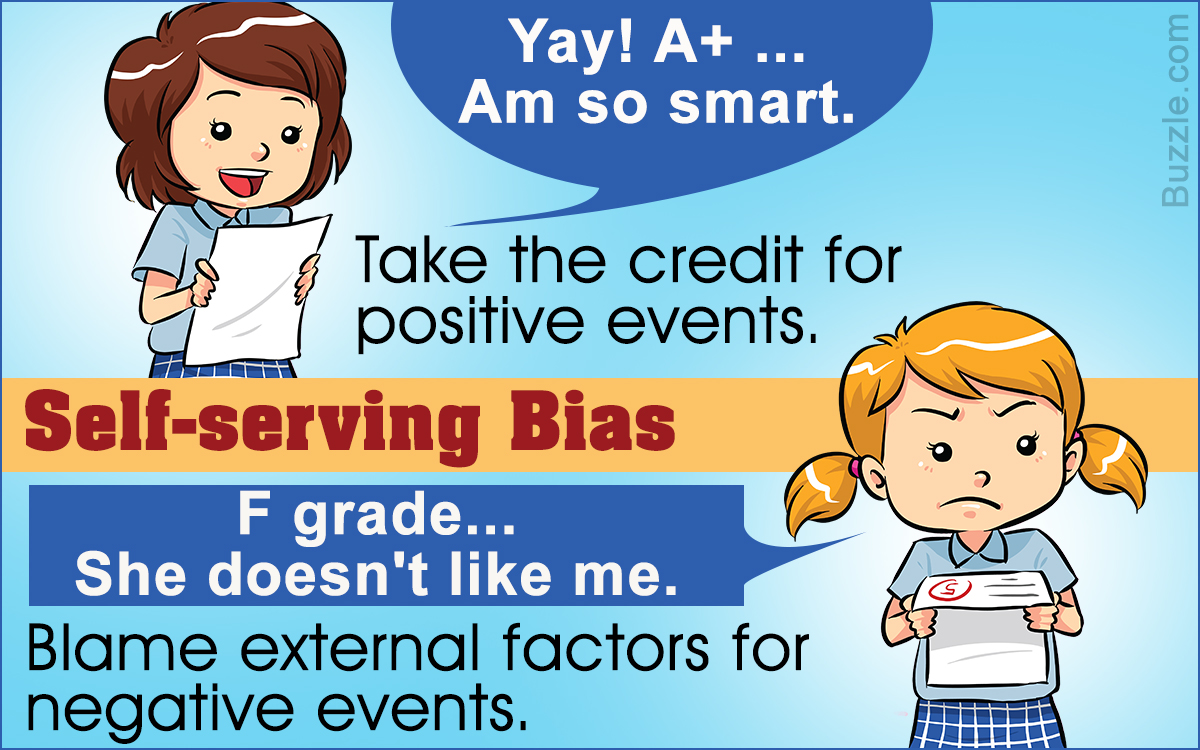 Yay! A+ ...
Am so smart.
Buzzle.com
Take the credit for
positive events.
Self-serving Bias
F grade...
She doesn't like me.
5
Blame external factors for
negative events.